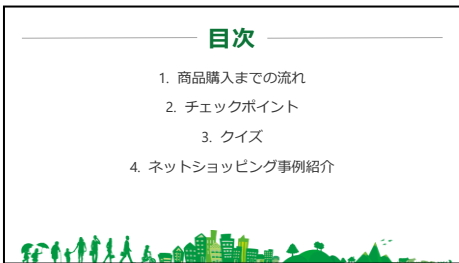 目次
1. 商品購入までの流れ
2. チェックポイント
3. クイズ
4. ネットショッピング事例紹介